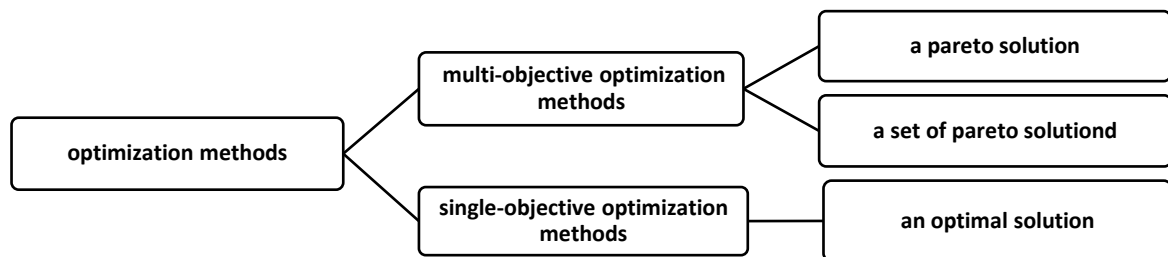 optimization methods
multi-objective optimization
methods
a pareto solution
a set of pareto solutiond
single-objective optimization
methods
an optimal solution